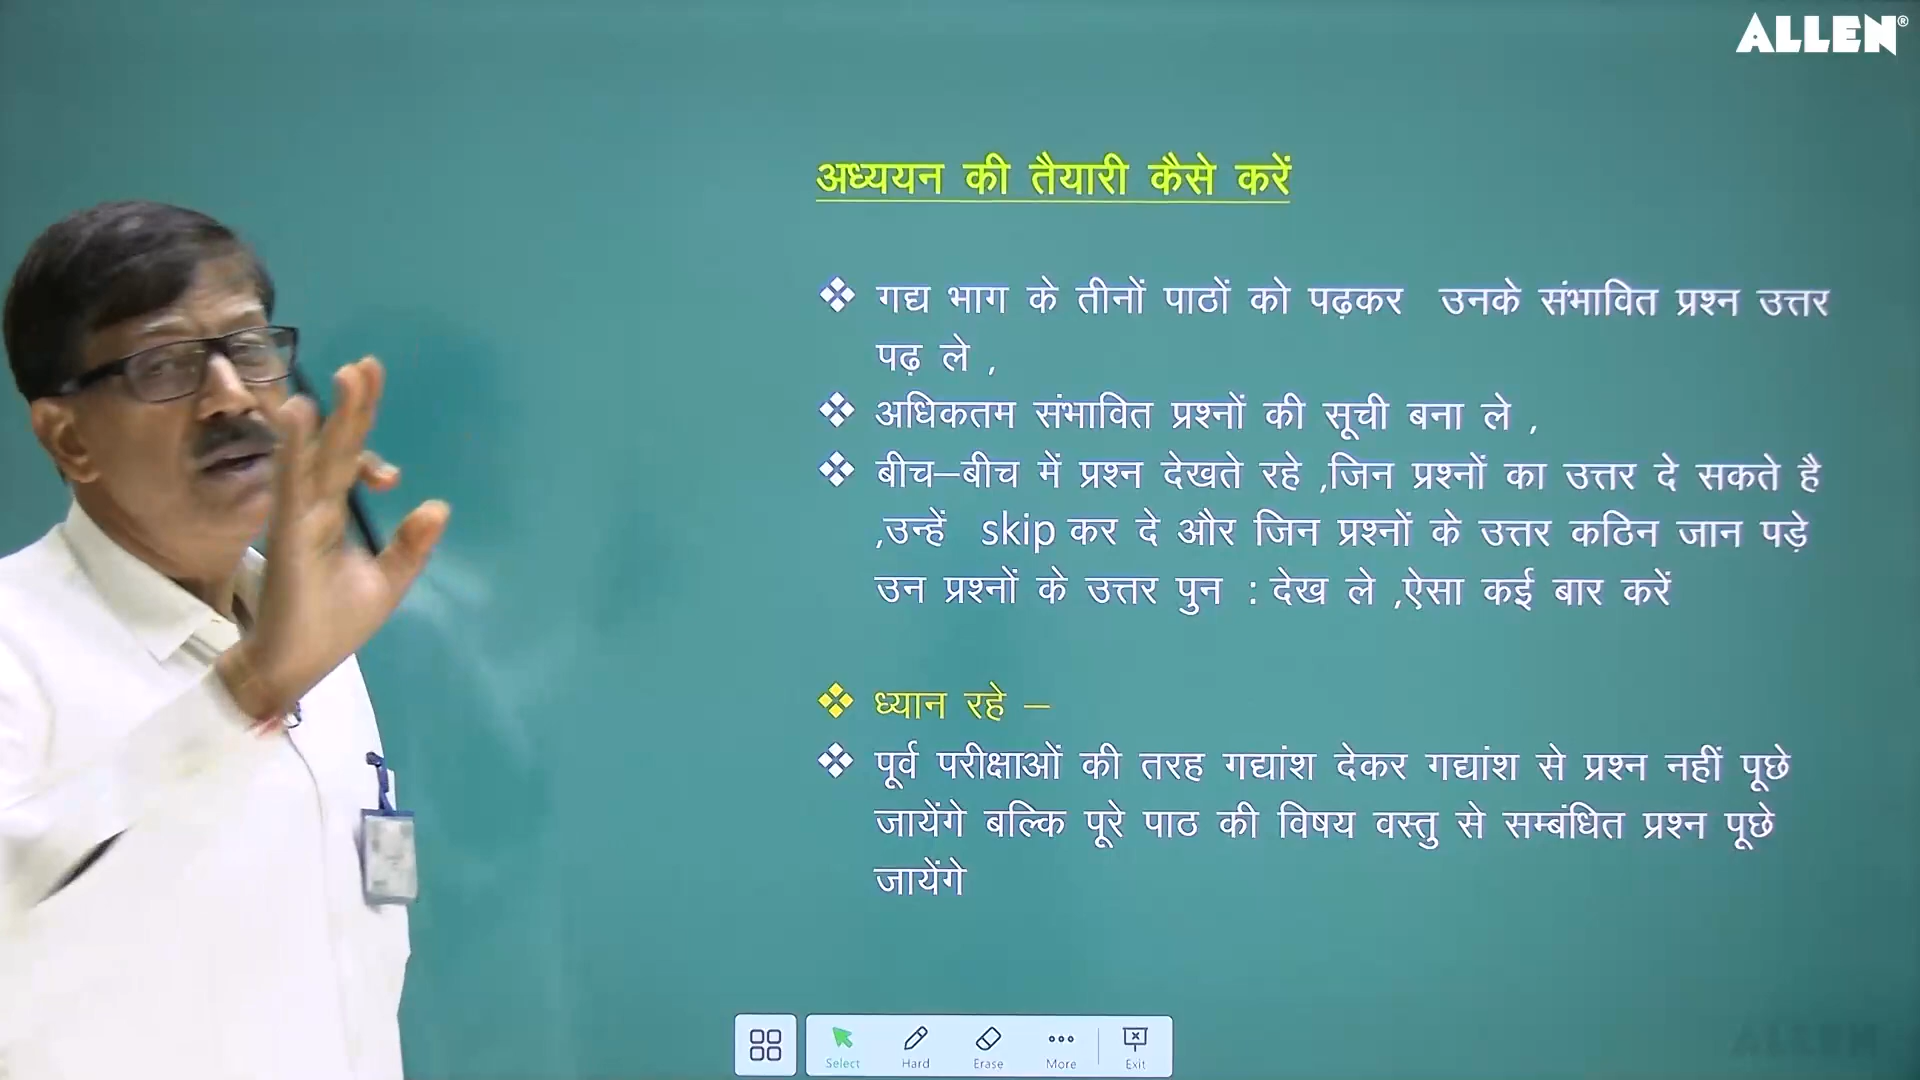 ALLEN®
अध्ययन की तैयारी कैसे करें
❖ गद्य भाग के तीनों पाठों को पढ़कर उनके संभावित प्रश्न उत्तर
पढ़ ले ,
❖ अधिकतम संभावित प्रश्नों की सूची बना ले ,
❖ बीच–बीच में प्रश्न देखते रहे ,जिन प्रश्नों का उत्तर दे सकते है
,उन्हें skip कर दे और जिन प्रश्नों के उत्तर कठिन जान पड़े
उन प्रश्नों के उत्तर पुन : देख ले ,ऐसा कई बार करें
❖ ध्यान रहे –
❖ पूर्व परीक्षाओं की तरह गद्यांश देकर गद्यांश से प्रश्न नहीं पूछे
जायेंगे बल्कि पूरे पाठ की विषय वस्तु से सम्बंधित प्रश्न पूछे
जायेंगे
Select Hard Erase More Exit
ALLEN